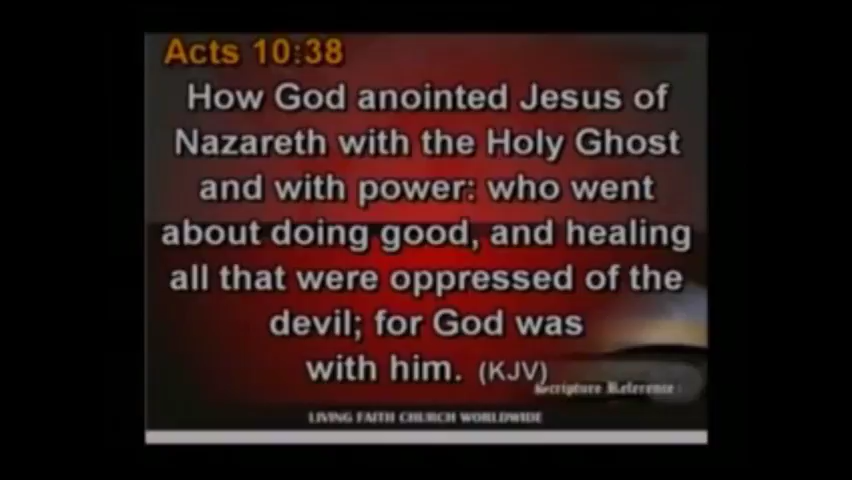 Acts 10:38
How God anointed Jesus of
Nazareth with the Holy Ghost
and with power: who went
about doing good, and healing
all that were oppressed of the
devil; for God was
with him. (KJV)
Scripture Reference
LIVING FAITH CHURCH WORLDWIDE